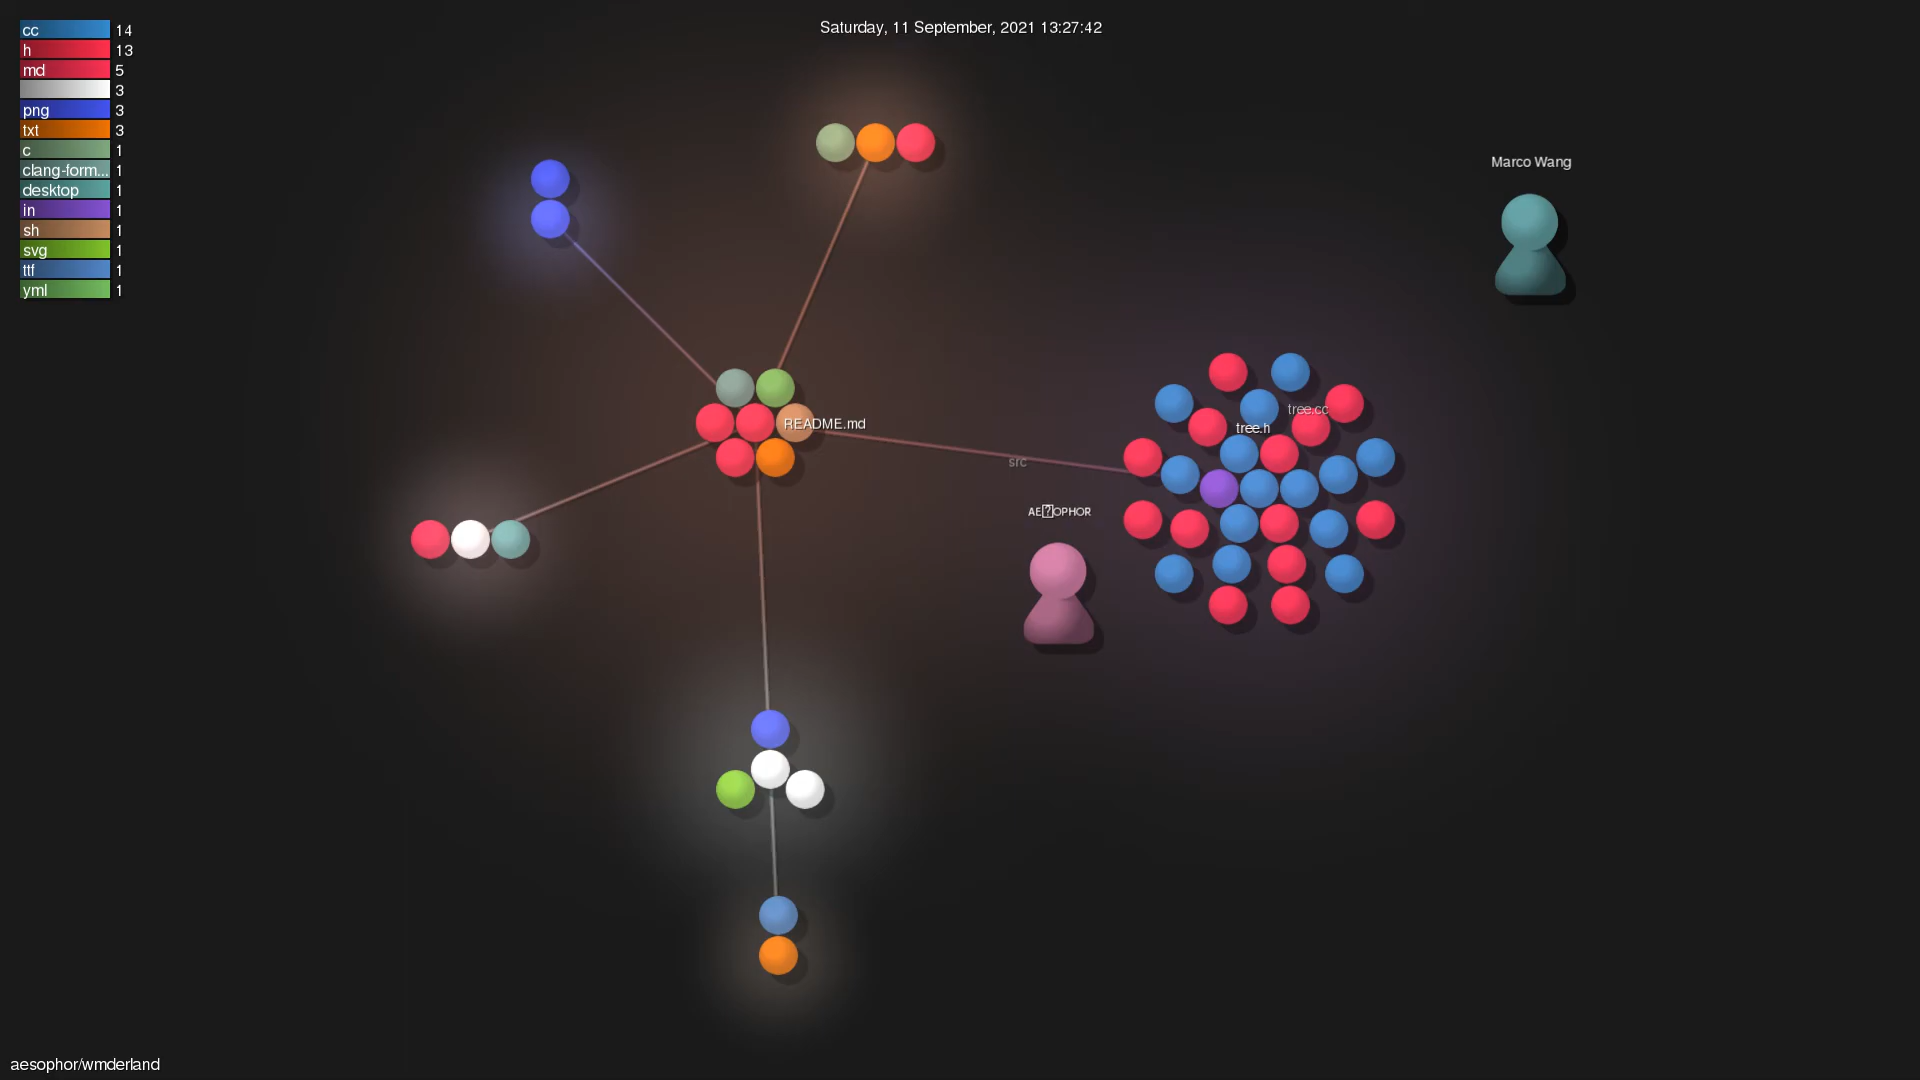 Saturday, 11 September, 2021 13:27:42
cc 14
h 13
md 5
3
png 3
txt 3
c 1
clang-form... 1
desktop 1
in 1
sh 1
svg 1
ttf 1
yml 1
Marco Wang
tree.cc
README.md
tree.h
src
AE▯OPHOR
aesophor/wmderland